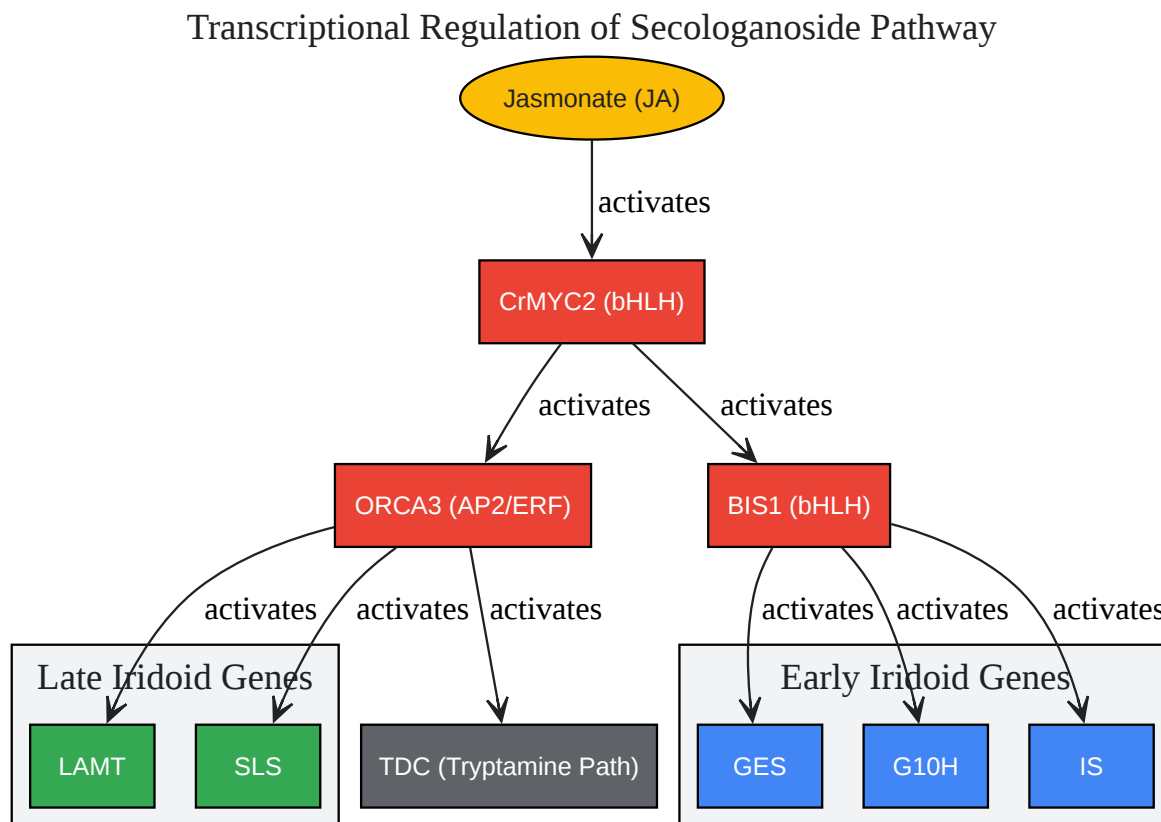 Transcriptional Regulation of Secologanoside Pathway
Jasmonate (JA)
activates
CrMYC2 (bHLH)
activates
activates
ORCA3 (AP2/ERF)
BIS1 (bHLH)
activates
activates
activates
activates
activates
activates
Late Iridoid Genes
Early Iridoid Genes
LAMT
SLS
TDC (Tryptamine Path)
GES
G10H
IS